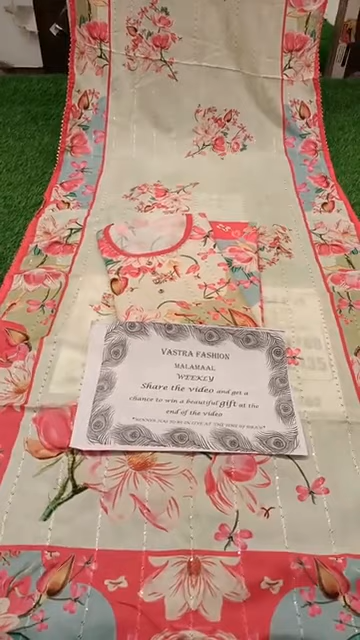 VASTRA FASHION
MALAMAAL
WEEKLY
Share the video and get a
chance to win a beautiful gift at the
end of the video